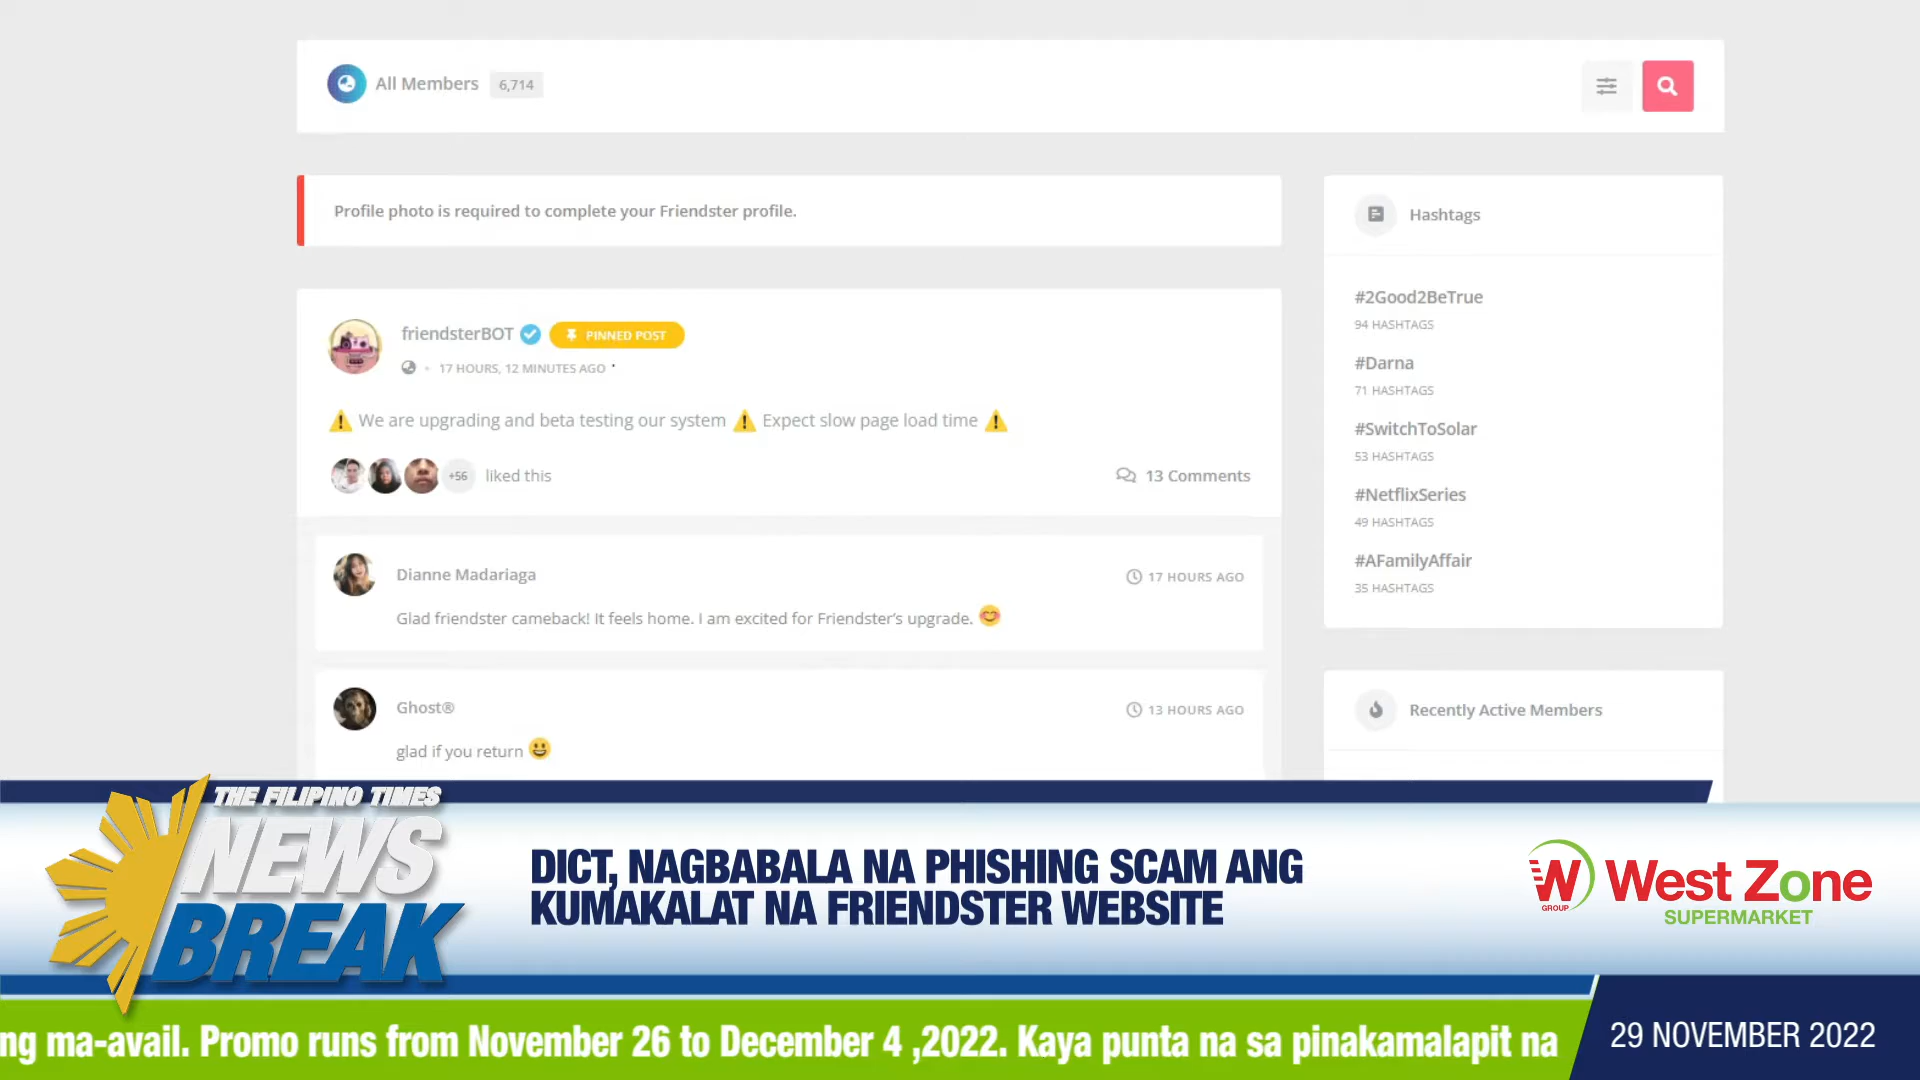 All Members 6,714
Profile photo is required to complete your Friendster profile.
friendsterBOT PINNED POST
17 HOURS, 12 MINUTES AGO
We are upgrading and beta testing our system ⚠️ Expect slow page load time
+56 liked this
13 Comments
Dianne Madariaga
17 HOURS AGO
Glad friendster cameback! It feels home. I am excited for Friendster's upgrade.
Ghost®
13 HOURS AGO
glad if you return
Hashtags
#2Good2BeTrue
94 HASHTAGS
#Darna
71 HASHTAGS
#SwitchToSolar
53 HASHTAGS
#NetflixSeries
49 HASHTAGS
#AFamilyAffair
35 HASHTAGS
Recently Active Members
THE FILIPINO TIMES
NEWS
BREAK
DICT, NAGBABALA NA PHISHING SCAM ANG
KUMAKALAT NA FRIENDSTER WEBSITE
W
GROUP
West Zone
SUPERMARKET
ng ma-avail. Promo runs from November 26 to December 4 ,2022. Kaya punta na sa pinakamalapit na
29 NOVEMBER 2022